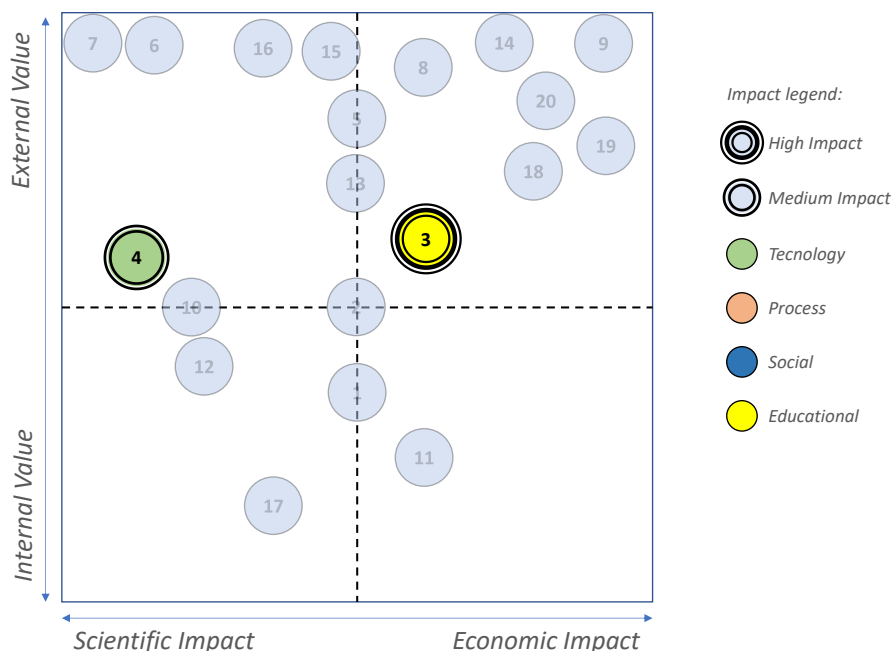 7
6
16
15
8
14
9
5
20
13
18
19
4
3
10
2
12
1
11
17
External Value
Internal Value
Scientific Impact
Economic Impact
Impact legend:
High Impact
Medium Impact
Tecnology
Process
Social
Educational